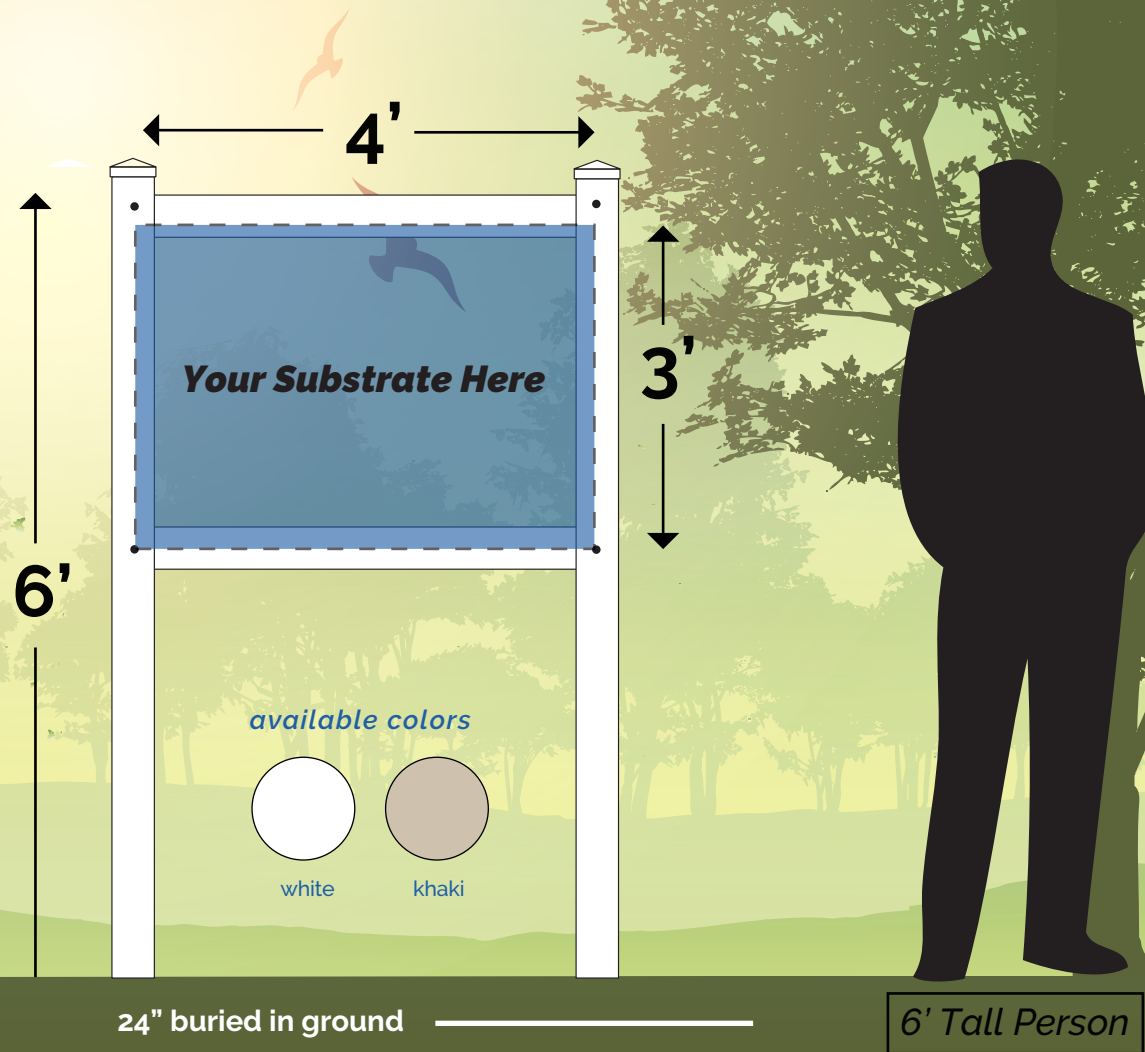 4’
Your Substrate Here
3’
6’
available colors
white khaki
24” buried in ground
6’ Tall Person